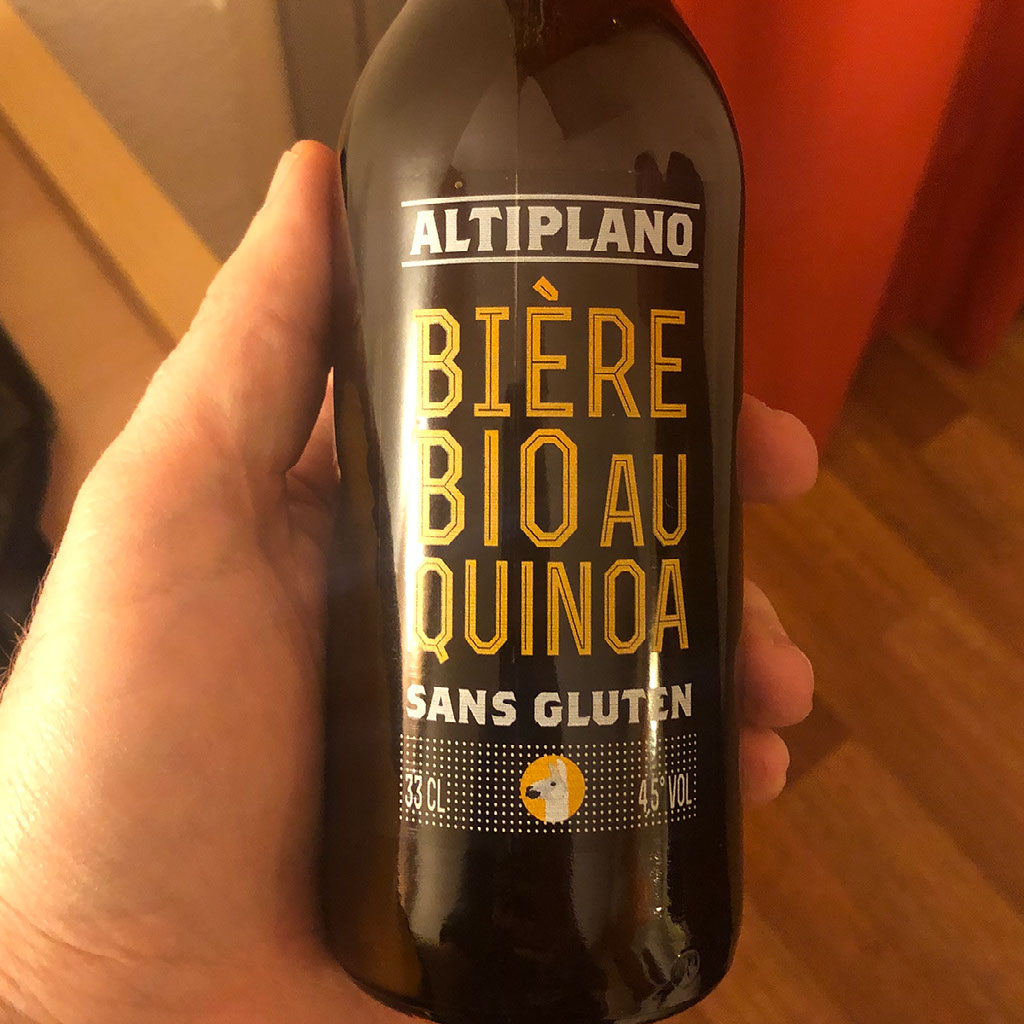 ALTIPLANO
BIÈRE
BIO AU
QUINOA
SANS GLUTEN
33 CL 4,5° VOL